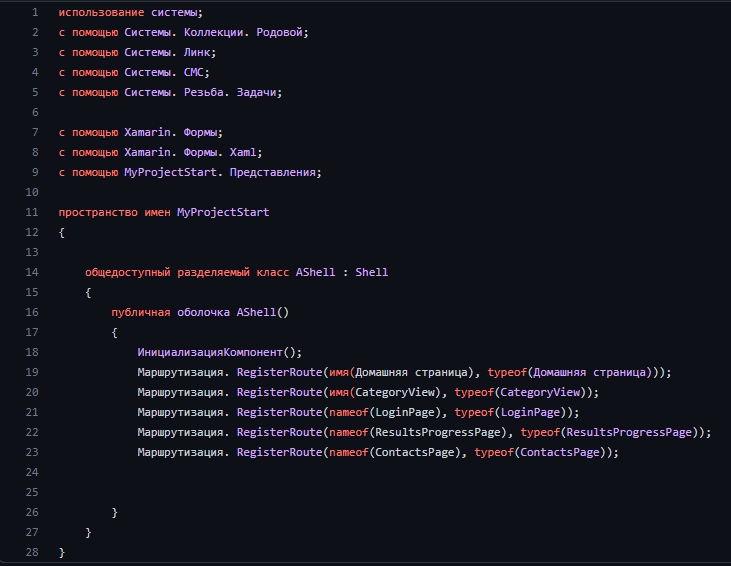 1 использование системы;
2 с помощью Системы. Коллекции. Родовой;
3 с помощью Системы. Линк;
4 с помощью Системы. СМС;
5 с помощью Системы. Резьба. Задачи;
6
7 с помощью Xamarin. Формы;
8 с помощью Xamarin. Формы. Xaml;
9 с помощью MyProjectStart. Представления;
10
11 пространство имен MyProjectStart
12 {
13
14 общедоступный разделяемый класс AShell : Shell
15 {
16 публичная оболочка AShell()
17 {
18 ИнициализацияКомпонент();
19 Маршрутизация. RegisterRoute(имя(Домашняя страница), typeof(Домашняя страница)));
20 Маршрутизация. RegisterRoute(имя(CategoryView), typeof(CategoryView));
21 Маршрутизация. RegisterRoute(nameof(LoginPage), typeof(LoginPage));
22 Маршрутизация. RegisterRoute(nameof(ResultsProgressPage), typeof(ResultsProgressPage));
23 Маршрутизация. RegisterRoute(nameof(ContactsPage), typeof(ContactsPage));
24
25
26 }
27 }
28 }